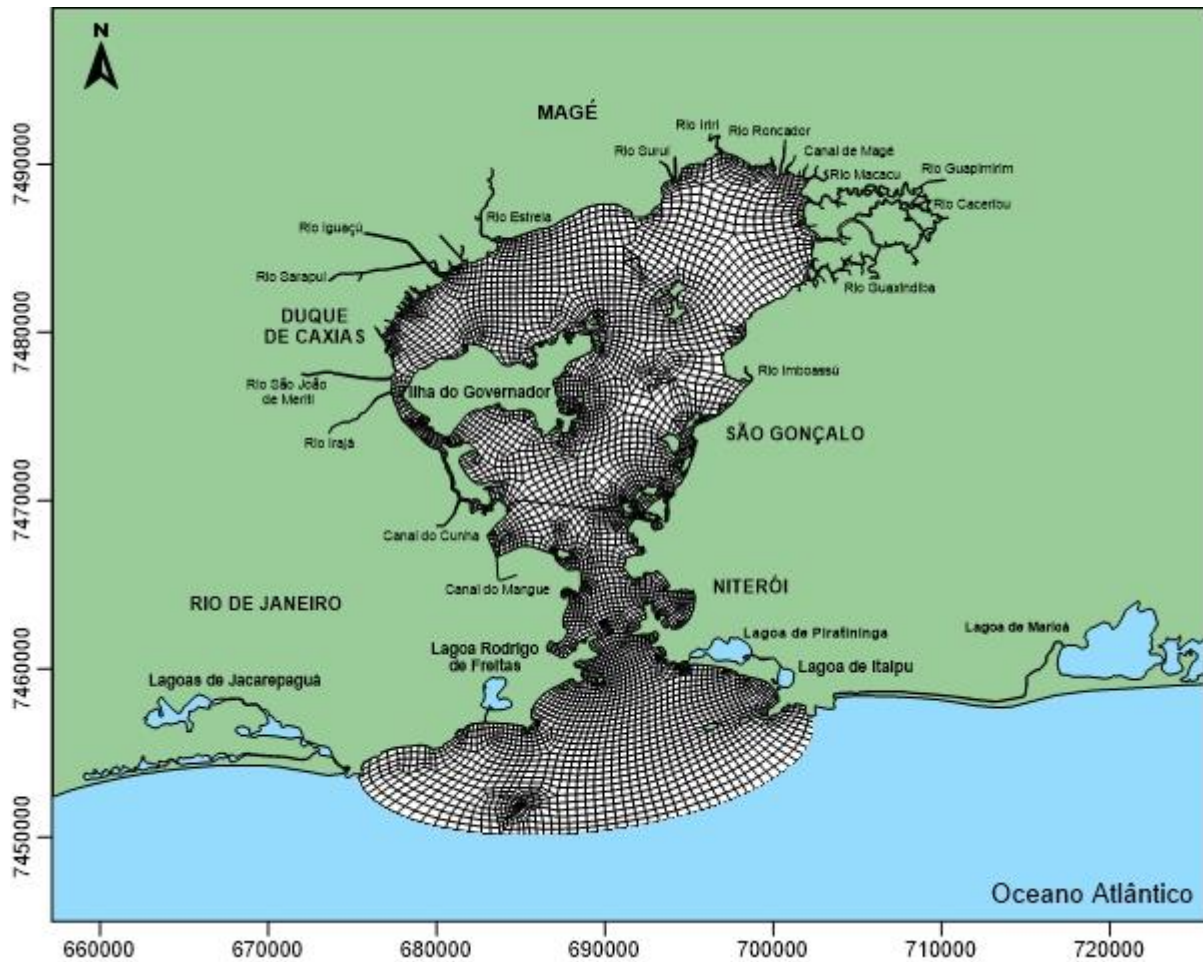 N
MAGÉ
Rio Iriri
Rio Roncador
Rio Suruí
Canal de Magé
Rio Macacu
Rio Guapimirim
Rio Caceribu
Rio Estrela
Rio Iguaçú
Rio Sarapuí
Rio Guaxindiba
DUQUE
DE CAXIAS
Rio São João
de Meriti
Ilha do Governador
Rio Imboassú
Rio Irajá
SÃO GONÇALO
Canal do Cunha
Canal do Mangue
NITERÓI
RIO DE JANEIRO
Lagoa Rodrigo
de Freitas
Lagoa de Piratininga
Lagoa de Maricá
Lagoa de Itaipu
Lagoas de Jacarepaguá
Oceano Atlântico
7490000
7480000
7470000
7460000
7450000
660000
670000
680000
690000
700000
710000
720000